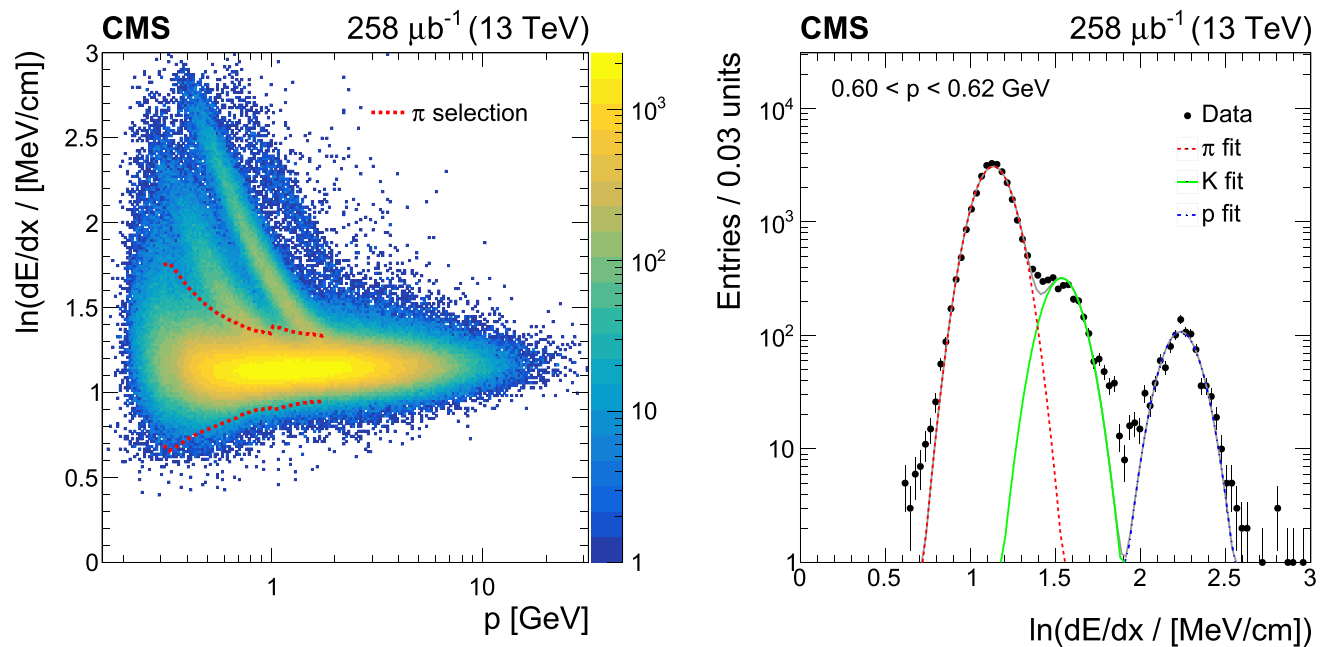 CMS 258 μb⁻¹ (13 TeV)
ln(dE/dx / [MeV/cm])
3
2.5
2
1.5
1
0.5
0
π selection
10³
10²
10
1
1 10
p [GeV]
CMS 258 μb⁻¹ (13 TeV)
Entries / 0.03 units
0.60 < p < 0.62 GeV
Data
π fit
K fit
p fit
10⁴
10³
10²
10
1
0 0.5 1 1.5 2 2.5 3
ln(dE/dx / [MeV/cm])